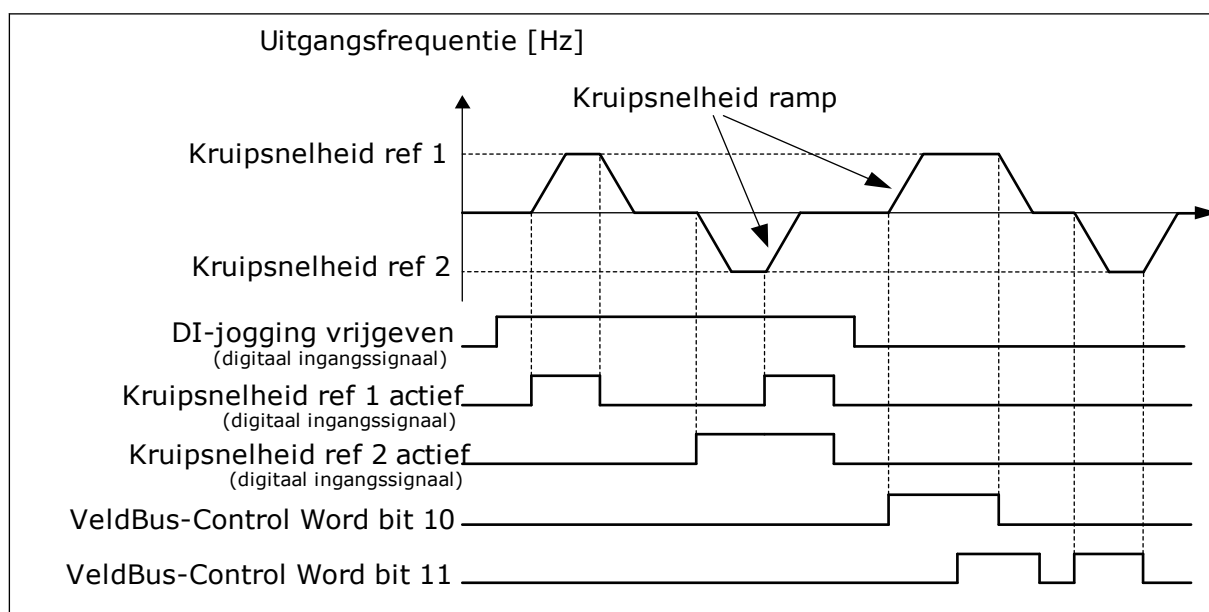 Uitgangsfrequentie [Hz]
Kruipsnelheid ramp
Kruipsnelheid ref 1
Kruipsnelheid ref 2
DI-jogging vrijgeven
(digitaal ingangssignaal)
Kruipsnelheid ref 1 actief
(digitaal ingangssignaal)
Kruipsnelheid ref 2 actief
(digitaal ingangssignaal)
VeldBus-Control Word bit 10
VeldBus-Control Word bit 11